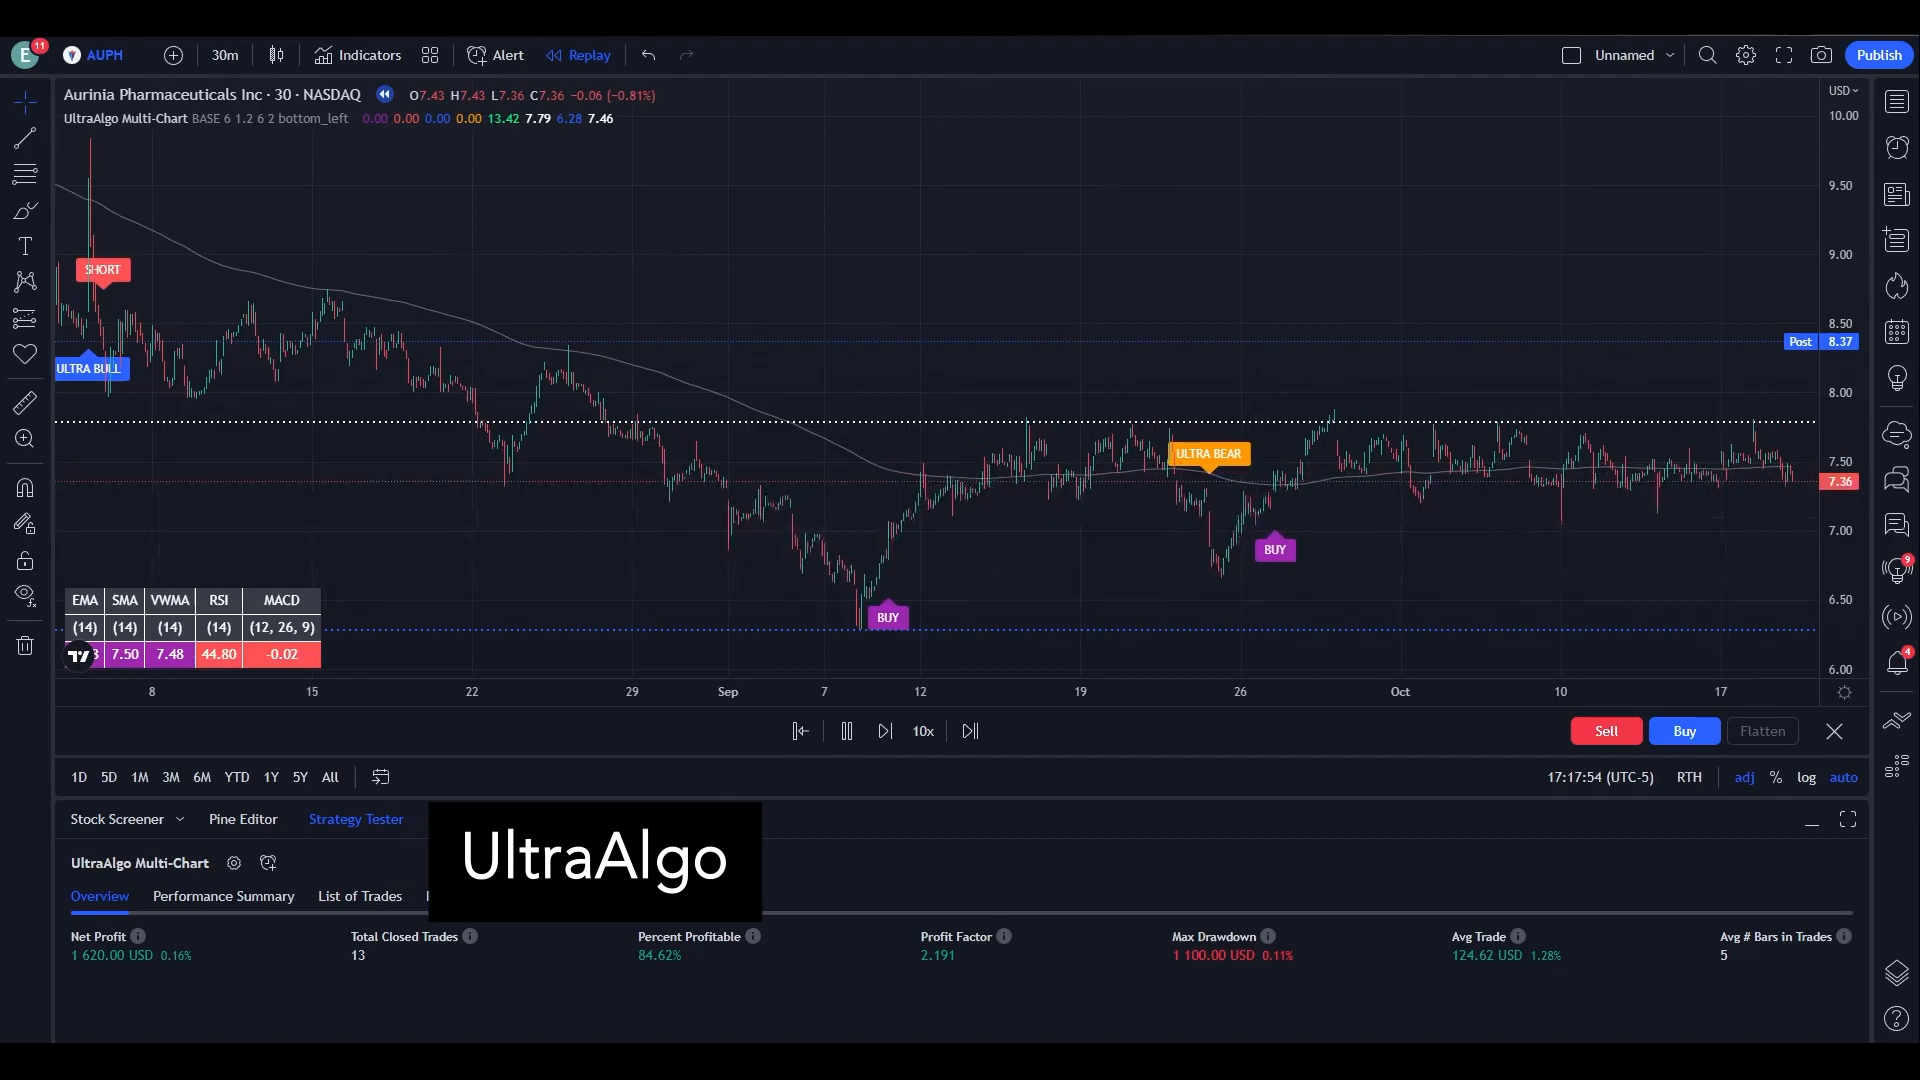 E 11 AUPH 30m Indicators Alert Replay Unnamed Publish
Aurinia Pharmaceuticals Inc · 30 · NASDAQ O7.43 H7.43 L7.36 C7.36 −0.06 (−0.81%) USD
UltraAlgo Multi-Chart BASE 6 1.2 6 2 bottom_left 0.00 0.00 0.00 0.00 13.42 7.79 6.28 7.46
10.00
9.50
9.00
SHORT
8.50
Post 8.37
ULTRA BULL
8.00
ULTRA BEAR
7.50
7.36
7.00
BUY
6.50
BUY
6.00
EMA SMA VWMA RSI MACD
(14) (14) (14) (14) (12, 26, 9)
3 7.50 7.48 44.80 -0.02
8 15 22 29 Sep 7 12 19 26 Oct 10 17
10x Sell Buy Flatten
1D 5D 1M 3M 6M YTD 1Y 5Y All 17:17:54 (UTC-5) RTH adj % log auto
Stock Screener Pine Editor Strategy Tester
UltraAlgo
UltraAlgo Multi-Chart
Overview Performance Summary List of Trades
Net Profit Total Closed Trades Percent Profitable Profit Factor Max Drawdown Avg Trade Avg # Bars in Trades
1 620.00 USD 0.16% 13 84.62% 2.191 1 100.00 USD 0.11% 124.62 USD 1.28% 5
9
4